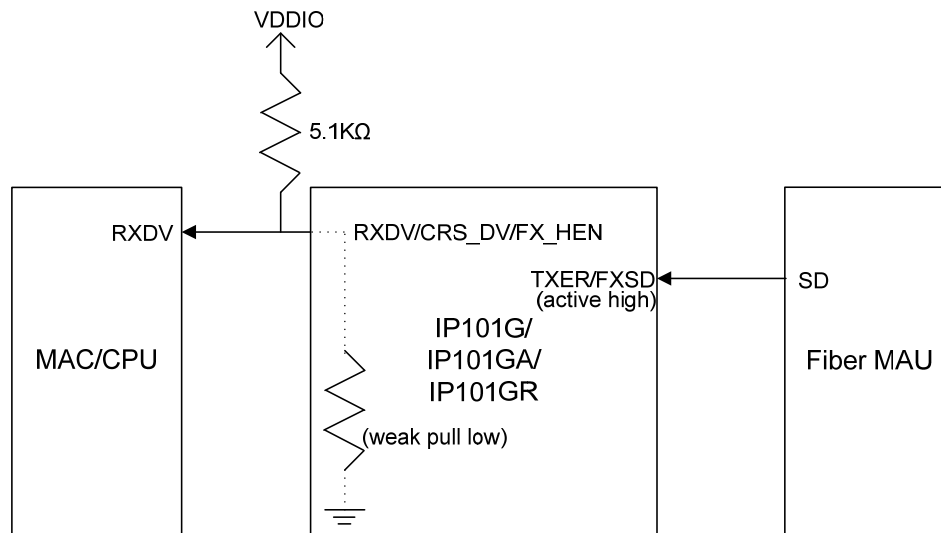 VDDIO
5.1KΩ
RXDV
RXDV/CRS_DV/FX_HEN
TXER/FXSD
(active high)
SD
IP101G/
IP101GA/
IP101GR
MAC/CPU
Fiber MAU
(weak pull low)